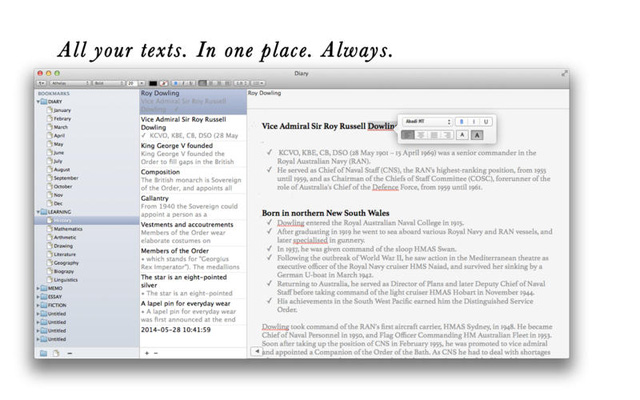 All your texts. In one place. Always.
Diary
BOOKMARKS
DIARY
January
Febrary
March
April
May
June
July
August
September
October
Nov
Dec
LEARNING
History
Mathematics
Arithmetic
Drawing
Literature
Geography
Biograpy
Linguistics
MEMO
ESSAY
FICTION
Untitled
Untitled
Untitled
Roy Dowling
Vice Admiral Sir Roy Russell
Dowling
Vice Admiral Sir Roy Russell
Dowling
✓ KCVO, KBE, CB, DSO (28 May
King George V founded
King George V founded the
Order to fill gaps in the British
Composition
The British monarch is Sovereign
of the Order, and appoints all
Gallantry
From 1940 the Sovereign could
appoint a person as a
Vestments and accoutrements
Members of the Order wear
elaborate costumes on
Members of the Order
• which stands for "Georgius
Rex Imperator"). The medallions
The star is an eight-pointed
silver
• The star is an eight-pointed
A lapel pin for everyday wear
• A lapel pin for everyday wear
was first announced at the end
2014-05-28 10:41:59
Roy Dowling
Abadi MT
B I U
A A
Vice Admiral Sir Roy Russell Dowling
✓ KCVO, KBE, CB, DSO (28 May 1901 – 15 April 1969) was a senior commander in the
Royal Australian Navy (RAN).
✓ He served as Chief of Naval Staff (CNS), the RAN's highest-ranking position, from 1955
until 1959, and as Chairman of the Chiefs of Staff Committee (COSC), forerunner of the
role of Australia's Chief of the Defence Force, from 1959 until 1961.
Born in northern New South Wales
✓ Dowling entered the Royal Australian Naval College in 1915.
✓ After graduating in 1919 he went to sea aboard various Royal Navy and RAN vessels, and
later specialised in gunnery.
✓ In 1937, he was given command of the sloop HMAS Swan.
✓ Following the outbreak of World War II, he saw action in the Mediterranean theatre as
executive officer of the Royal Navy cruiser HMS Naiad, and survived her sinking by a
German U-boat in March 1942.
✓ Returning to Australia, he served as Director of Plans and later Deputy Chief of Naval
Staff before taking command of the light cruiser HMAS Hobart in November 1944.
✓ His achievements in the South West Pacific earned him the Distinguished Service
Order.
Dowling took command of the RAN's first aircraft carrier, HMAS Sydney, in 1948. He became
Chief of Naval Personnel in 1950, and Flag Officer Commanding HM Australian Fleet in 1953.
Soon after taking up the position of CNS in February 1955, he was promoted to vice admiral
and appointed a Companion of the Order of the Bath. As CNS he had to deal with shortages